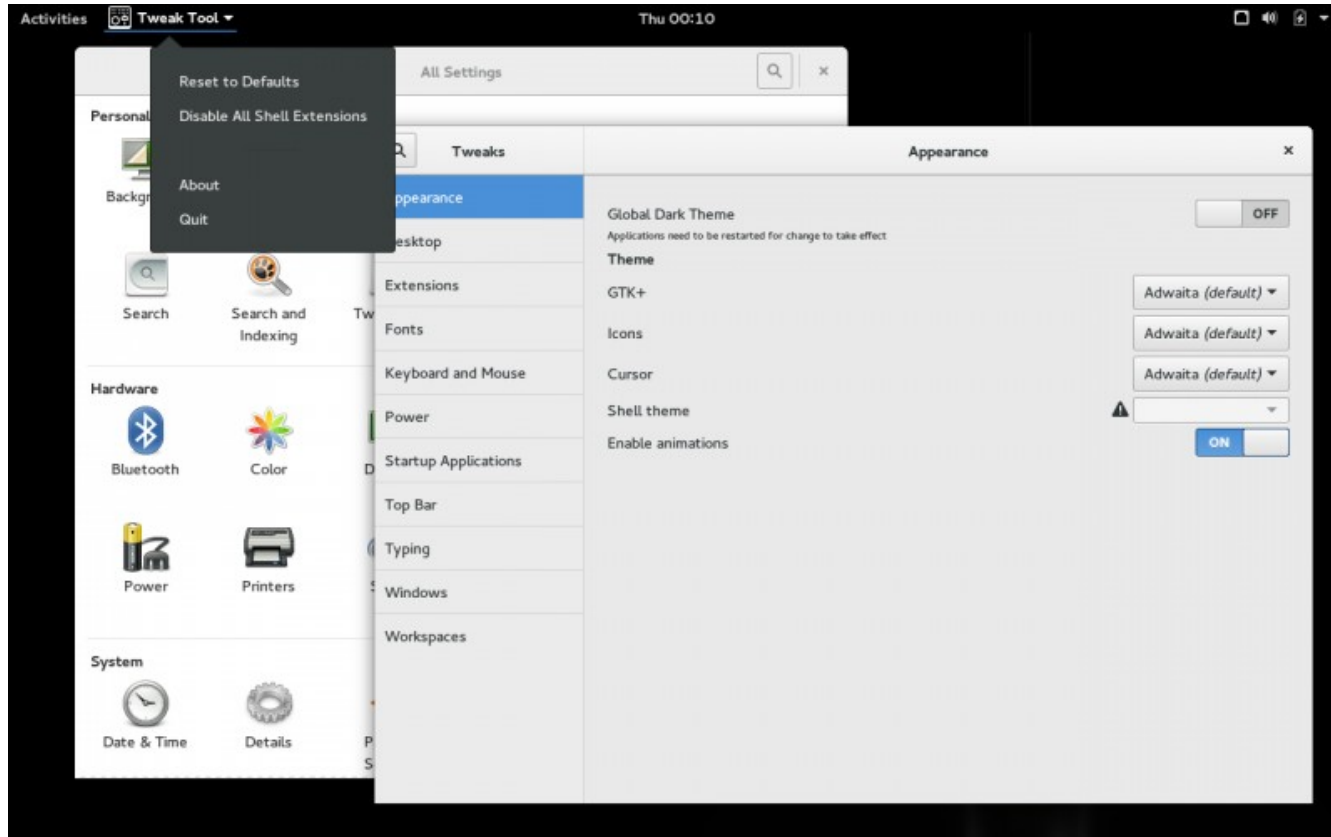 Activities Tweak Tool Thu 00:10
Reset to Defaults
Disable All Shell Extensions
About
Quit
All Settings
Personal
Backgr
Search
Search and
Indexing
Tw
Hardware
Bluetooth
Color
D
Power
Printers
S
System
Date & Time
Details
P
S
Tweaks
Appearance
ppearance
esktop
Extensions
Fonts
Keyboard and Mouse
Power
Startup Applications
Top Bar
Typing
Windows
Workspaces
Global Dark Theme OFF
Applications need to be restarted for change to take effect
Theme
GTK+ Adwaita (default)
Icons Adwaita (default)
Cursor Adwaita (default)
Shell theme
Enable animations ON